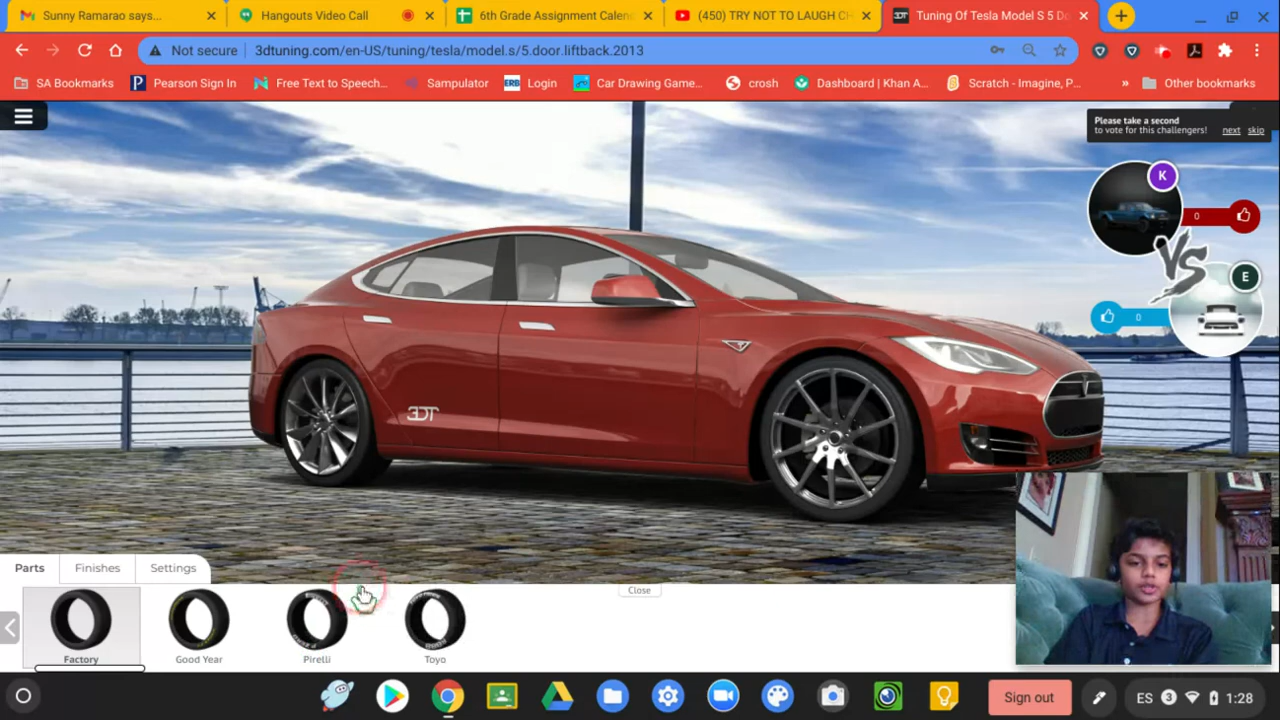 Sunny Ramarao says...
Hangouts Video Call
6th Grade Assignment Calen
(450) TRY NOT TO LAUGH CH
3DT Tuning Of Tesla Model S 5 Do
Not secure 3dtuning.com/en-US/tuning/tesla/model.s/5.door.liftback.2013
SA Bookmarks
Pearson Sign In
Free Text to Speech...
Sampulator
ERB Login
Car Drawing Game...
crosh
Dashboard | Khan A...
Scratch - Imagine, P...
»
Other bookmarks
Please take a second
to vote for this challengers! next skip
K
0
VS
E
0
3DT
Parts Finishes Settings
Close
Factory
Good Year
Pirelli
Toyo
Sign out
ES 3 1:28